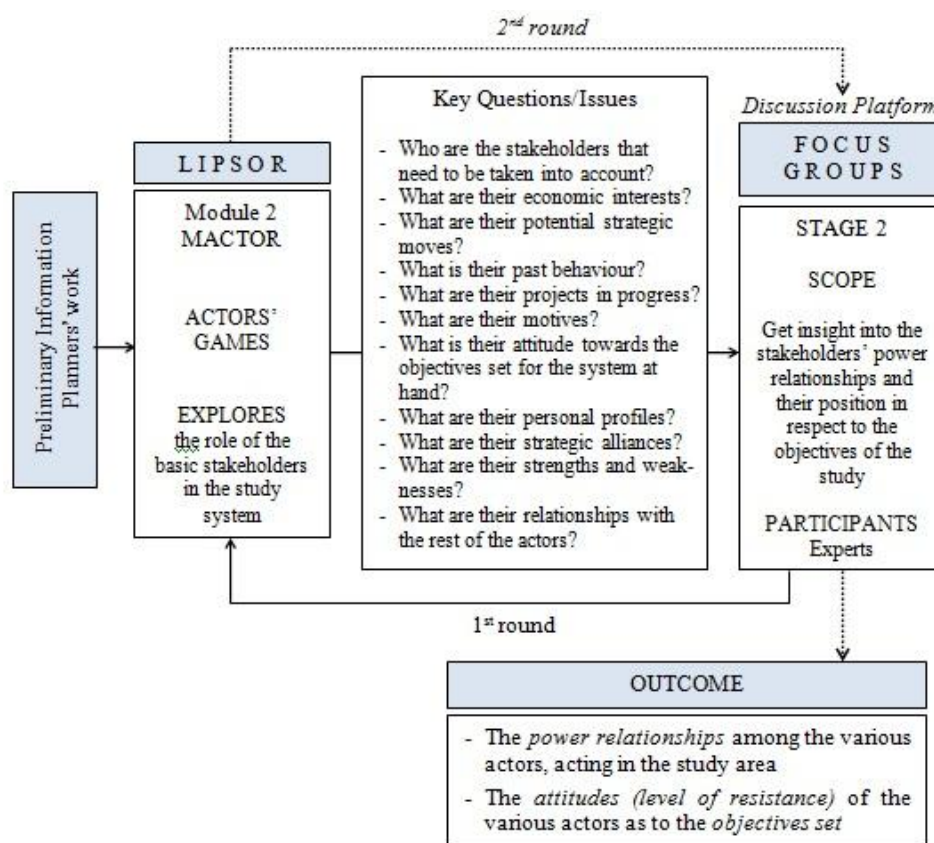 2nd round
Discussion Platform
Preliminary Information
Planners' work
L I P S O R
Module 2
MACTOR
ACTORS'
GAMES
EXPLORES
the role of the
basic stakeholders
in the study
system
Key Questions/Issues
- Who are the stakeholders that
need to be taken into account?
- What are their economic interests?
- What are their potential strategic
moves?
- What is their past behaviour?
- What are their projects in progress?
- What are their motives?
- What is their attitude towards the
objectives set for the system at
hand?
- What are their personal profiles?
- What are their strategic alliances?
- What are their strengths and weak-
nesses?
- What are their relationships with
the rest of the actors?
F O C U S
G R O U P S
STAGE 2
SCOPE
Get insight into the
stakeholders' power
relationships and
their position in
respect to the
objectives of the
study
PARTICIPANTS
Experts
1st round
OUTCOME
- The power relationships among the various
actors, acting in the study area
- The attitudes (level of resistance) of the
various actors as to the objectives set